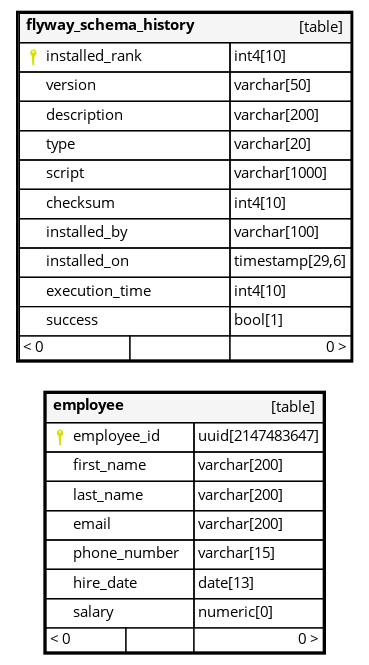 flyway_schema_history [table]
installed_rank int4[10]
version varchar[50]
description varchar[200]
type varchar[20]
script varchar[1000]
checksum int4[10]
installed_by varchar[100]
installed_on timestamp[29,6]
execution_time int4[10]
success bool[1]
< 0 0 >
employee [table]
employee_id uuid[2147483647]
first_name varchar[200]
last_name varchar[200]
email varchar[200]
phone_number varchar[15]
hire_date date[13]
salary numeric[0]
< 0 0 >